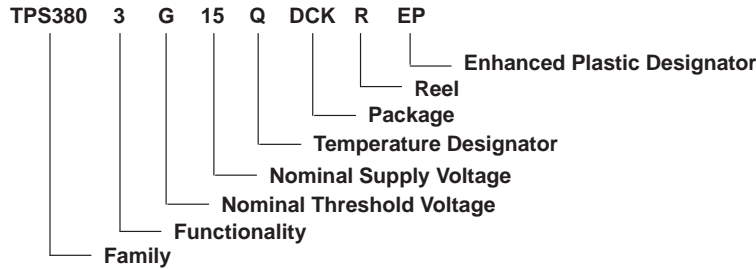 TPS380 3 G 15 Q DCK R EP
Enhanced Plastic Designator
Reel
Package
Temperature Designator
Nominal Supply Voltage
Nominal Threshold Voltage
Functionality
Family